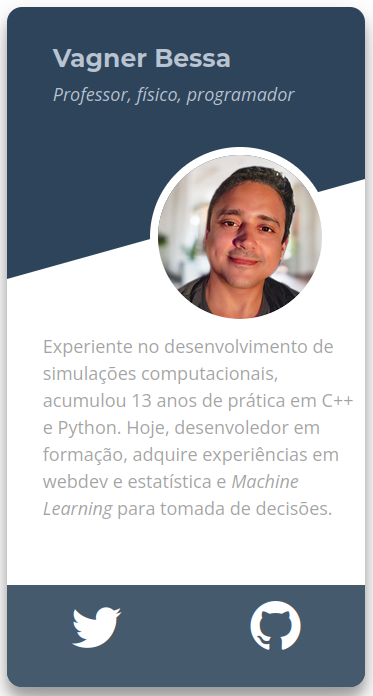 Vagner Bessa
Professor, físico, programador
Experiente no desenvolvimento de
simulações computacionais,
acumulou 13 anos de prática em C++
e Python. Hoje, desenvoledor em
formação, adquire experiências em
webdev e estatística e Machine
Learning para tomada de decisões.